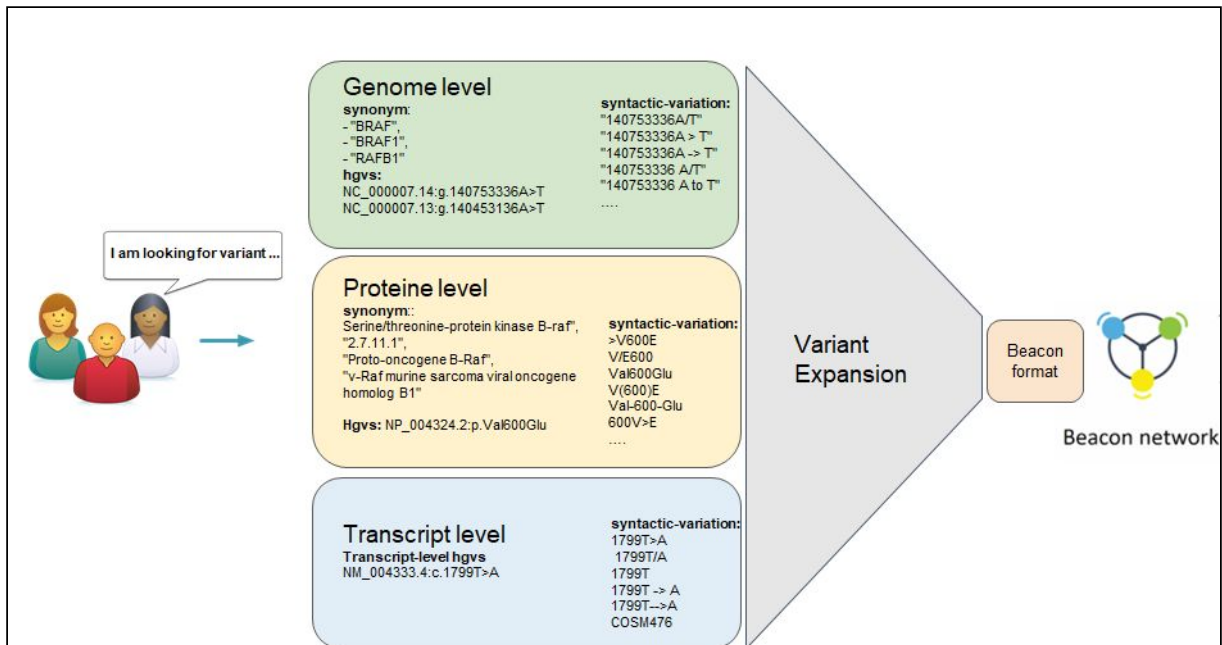 I am looking for variant ...
Genome level
synonym:
- "BRAF",
- "BRAF1",
- "RAFB1"
hgvs:
NC_000007.14:g.140753336A>T
NC_000007.13:g.140453136A>T
syntactic-variation:
"140753336A/T"
"140753336A > T"
"140753336A -> T"
"140753336 A/T"
"140753336 A to T"
....
Proteine level
synonym::
Serine/threonine-protein kinase B-raf",
"2.7.11.1",
"Proto-oncogene B-Raf",
"v-Raf murine sarcoma viral oncogene
homolog B1"
Hgvs: NP_004324.2:p.Val600Glu
syntactic-variation:
>V600E
V/E600
Val600Glu
V(600)E
Val-600-Glu
600V>E
....
Transcript level
Transcript-level hgvs
NM_004333.4:c.1799T>A
syntactic-variation:
1799T>A
1799T/A
1799T
1799T -> A
1799T-->A
COSM476
Variant
Expansion
Beacon
format
Beacon network